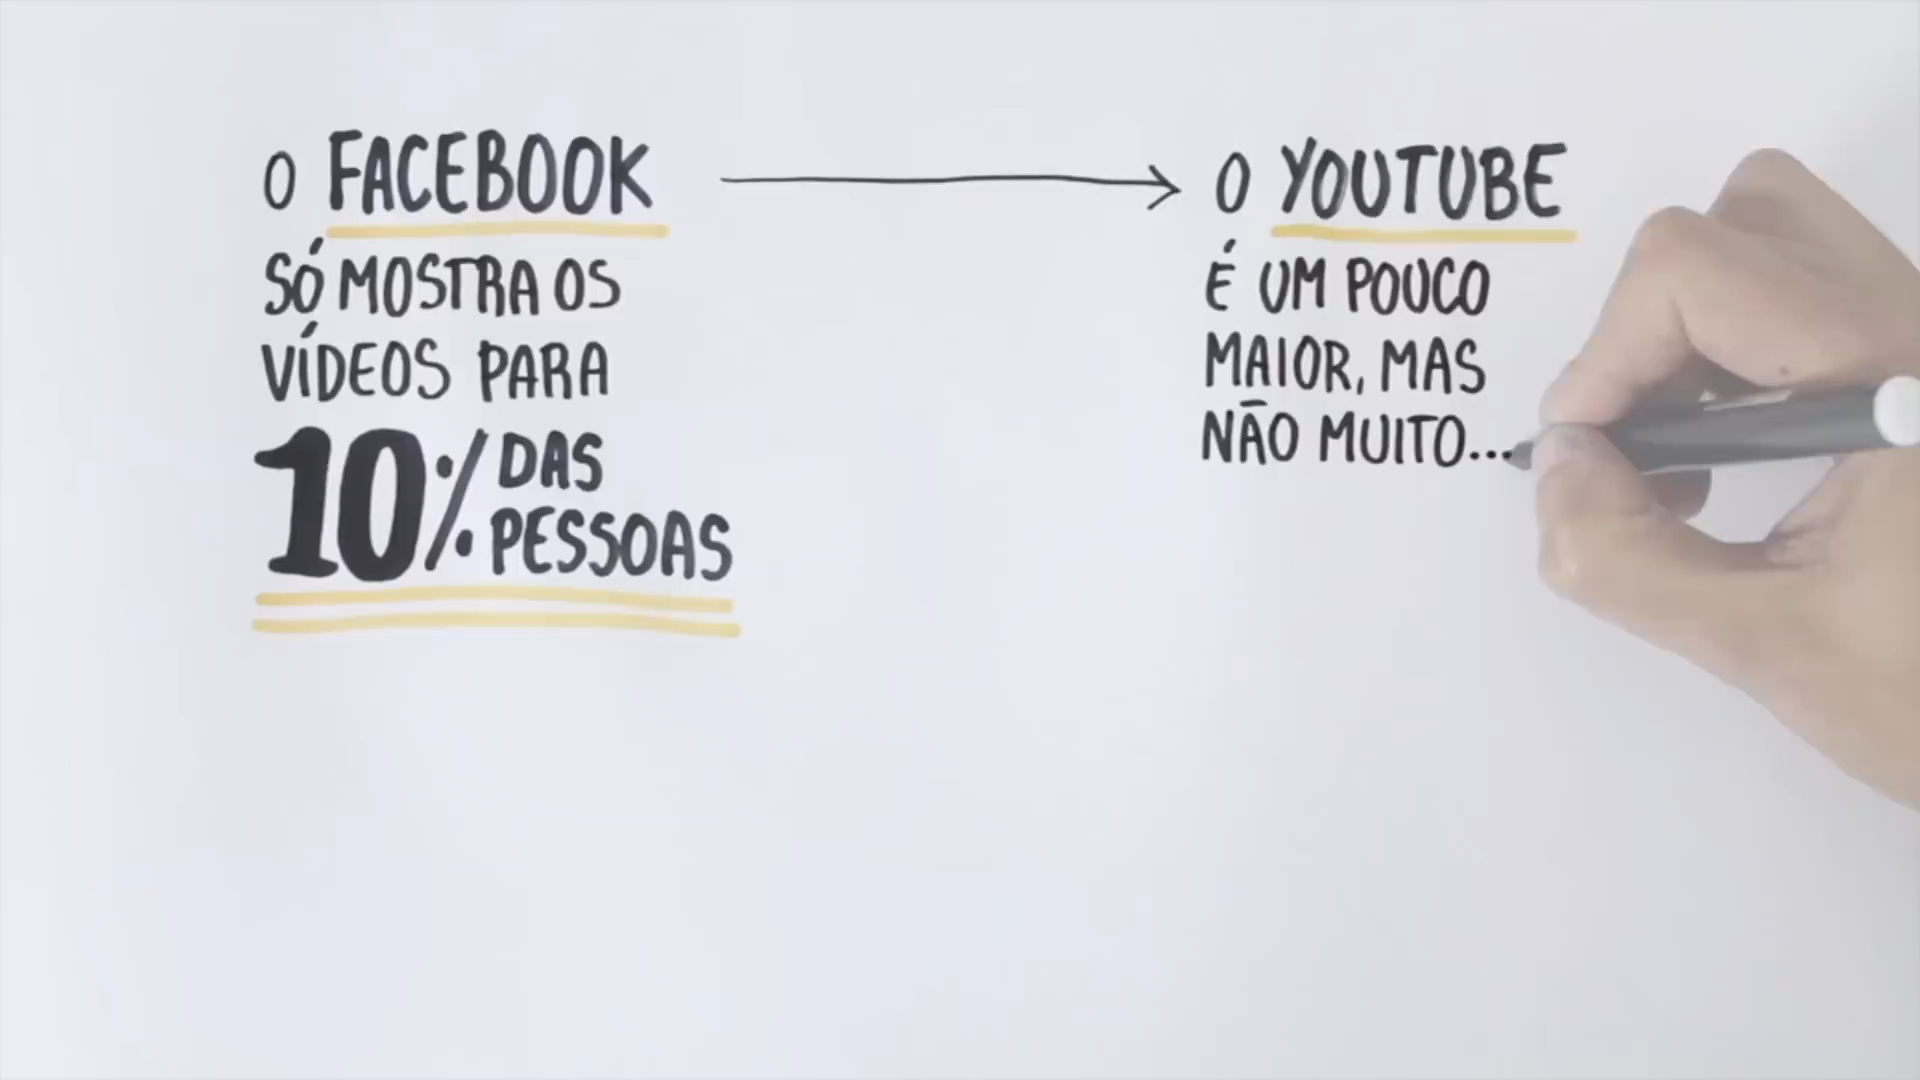 O FACEBOOK
SÓ MOSTRA OS
VÍDEOS PARA
10% DAS
PESSOAS
O YOUTUBE
É UM POUCO
MAIOR, MAS
NÃO MUITO...